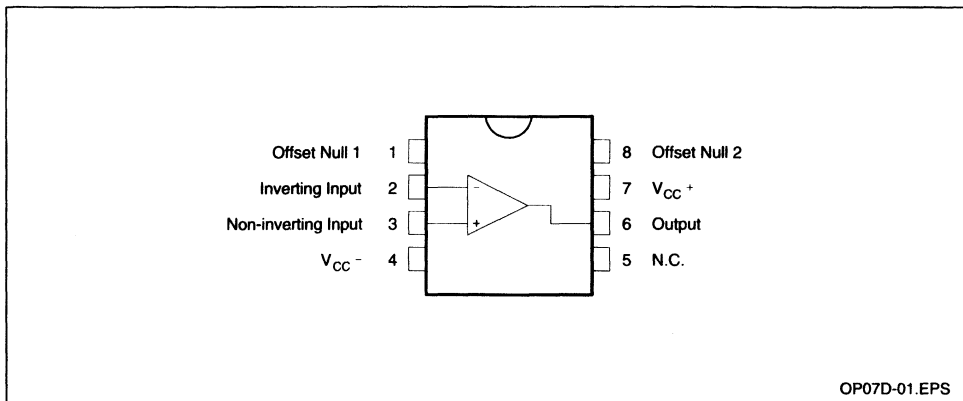 Offset Null 1 1 8 Offset Null 2
Inverting Input 2 - 7 VCC +
Non-inverting Input 3 + 6 Output
VCC - 4 5 N.C.
OP07D-01.EPS